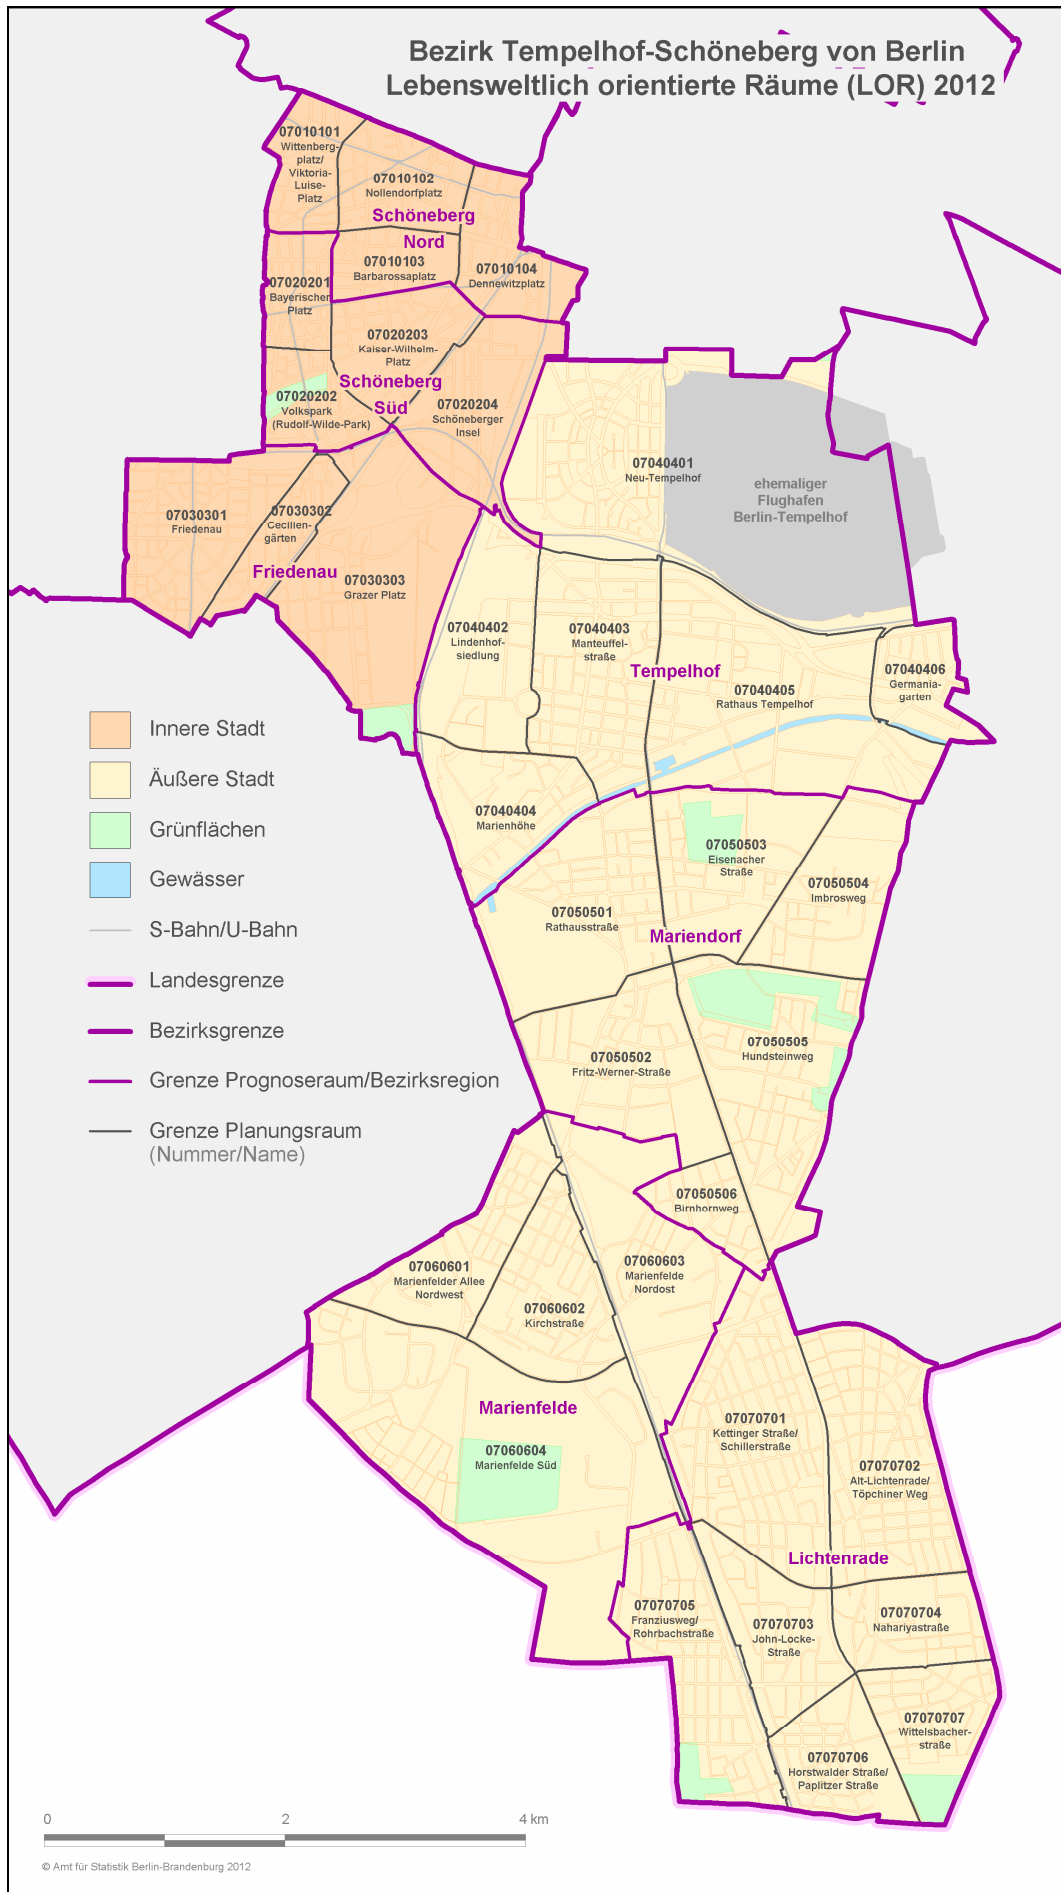 Bezirk Tempelhof-Schöneberg von Berlin
Lebensweltlich orientierte Räume (LOR) 2012
07010101
Wittenberg-
platz/
Viktoria-
Luise-
Platz
07010102
Nollendorfplatz
Schöneberg
Nord
07010103
Barbarossaplatz
07010104
Dennewitzplatz
07020201
Bayerischer
Platz
07020203
Kaiser-Wilhelm-
Platz
Schöneberg
Süd
07020202
Volkspark
(Rudolf-Wilde-Park)
07020204
Schöneberger
Insel
07040401
Neu-Tempelhof
ehemaliger
Flughafen
Berlin-Tempelhof
07030301
Friedenau
07030302
Cecilien-
gärten
Friedenau
07030303
Grazer Platz
07040402
Lindenhof-
siedlung
07040403
Manteuffel-
straße
Tempelhof
07040405
Rathaus Tempelhof
07040406
Germania-
garten
07040404
Marienhöhe
07050503
Eisenacher
Straße
07050504
Imbrosweg
07050501
Rathausstraße
Mariendorf
07050502
Fritz-Werner-Straße
07050505
Hundsteinweg
07050506
Birnhornweg
07060601
Marienfelder Allee
Nordwest
07060602
Kirchstraße
07060603
Marienfelde
Nordost
Marienfelde
07060604
Marienfelde Süd
07070701
Kettinger Straße/
Schillerstraße
07070702
Alt-Lichtenrade/
Töpchiner Weg
Lichtenrade
07070705
Franziusweg/
Rohrbachstraße
07070703
John-Locke-
Straße
07070704
Nahariyastraße
07070707
Wittelsbacher-
straße
07070706
Horstwalder Straße/
Paplitzer Straße
Innere Stadt
Äußere Stadt
Grünflächen
Gewässer
S-Bahn/U-Bahn
Landesgrenze
Bezirksgrenze
Grenze Prognoseraum/Bezirksregion
Grenze Planungsraum
(Nummer/Name)
0 2 4 km
© Amt für Statistik Berlin-Brandenburg 2012